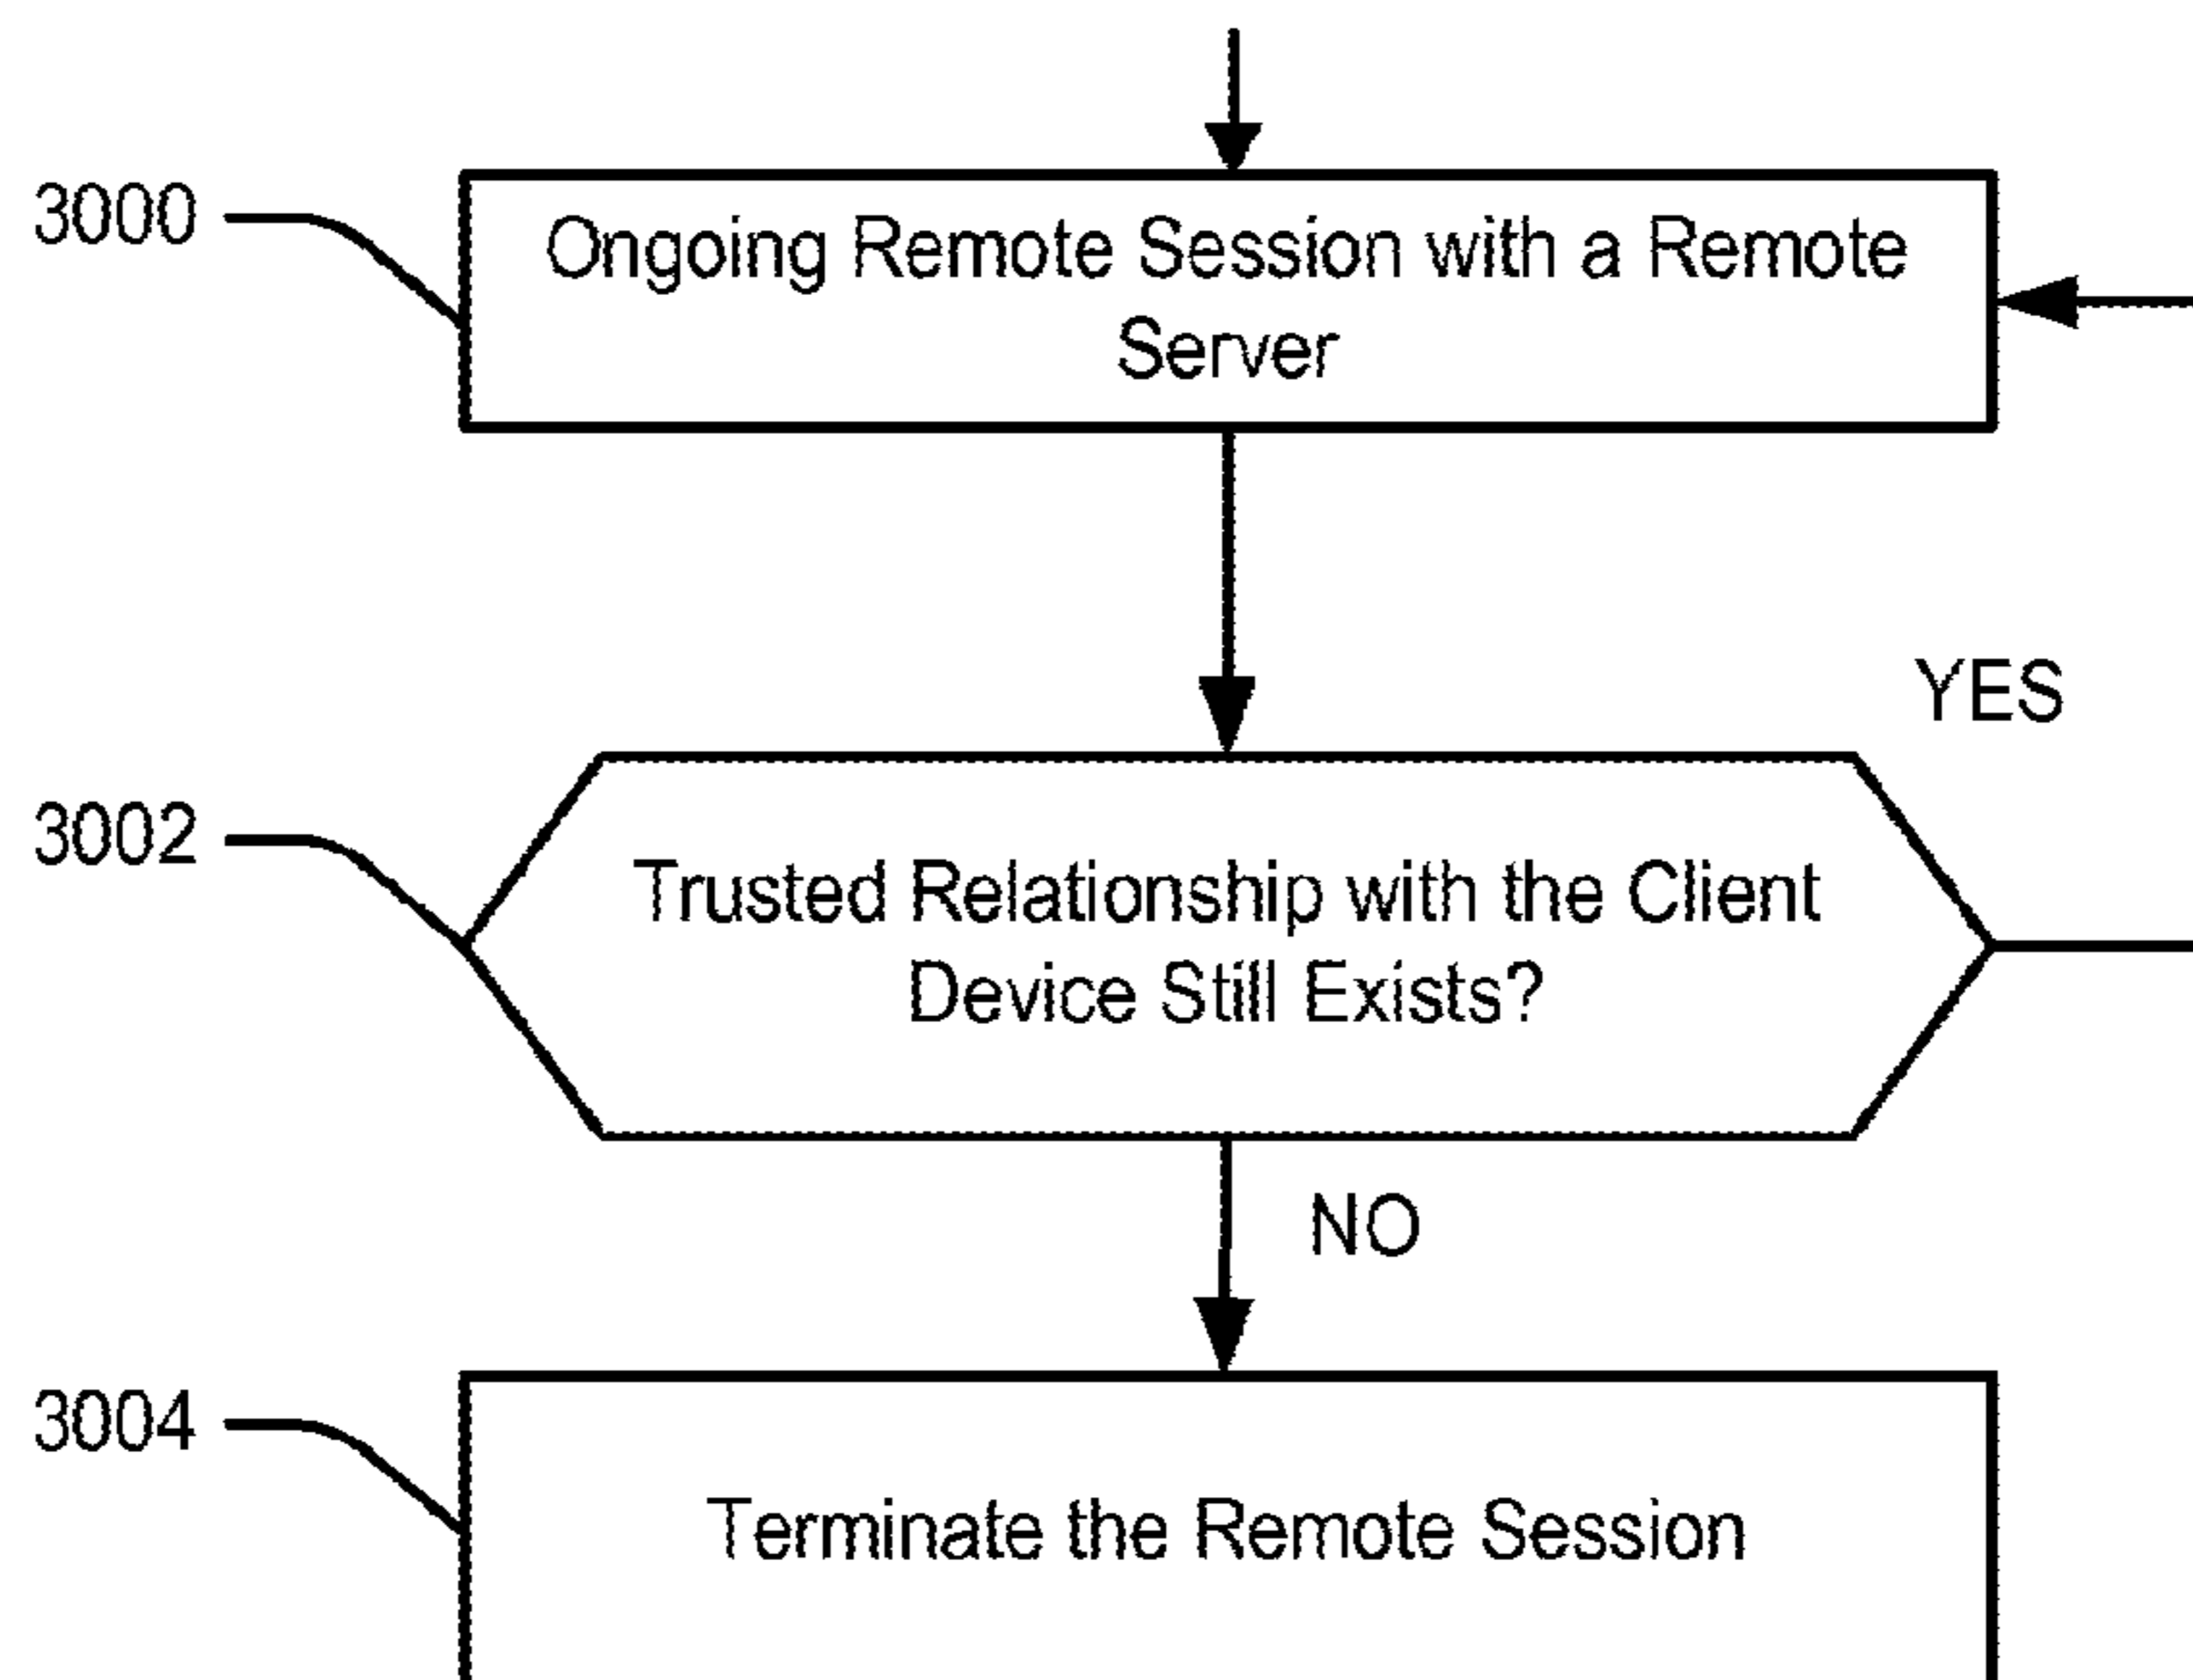 3000
Ongoing Remote Session with a Remote
Server
YES
3002
Trusted Relationship with the Client
Device Still Exists?
NO
3004
Terminate the Remote Session